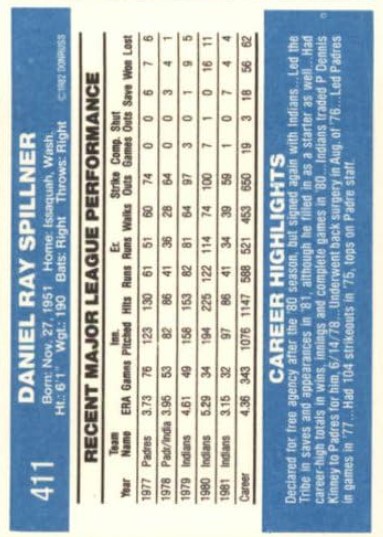 411
DANIEL RAY SPILLNER
Born: Nov. 27, 1951 Home: Issaquah, Wash.
Ht.: 6'1 Wgt.: 190 Bats: Right Throws: Right ©1982 DONRUSS
RECENT MAJOR LEAGUE PERFORMANCE
Year Team Name ERA Games Inn. Pitched Hits Runs Er. Runs Walks Strike Outs Comp. Games Shut Outs Save Won Lost
1977 Padres 3.73 76 123 130 61 51 60 74 0 0 6 7 6
1978 Padr/India 3.95 53 82 86 41 36 28 64 0 0 3 4 1
1979 Indians 4.61 49 158 153 82 81 64 97 3 0 1 9 5
1980 Indians 5.29 34 194 225 122 114 74 100 7 1 0 16 11
1981 Indians 3.15 32 97 86 41 34 39 59 1 0 7 4 4
Career 4.36 343 1076 1147 588 521 453 650 19 3 18 56 62
CAREER HIGHLIGHTS
Declared for free agency after the '80 season, but signed again with Indians...Led the
Tribe in saves and appearances in '81, although he filled in as a starter as well...Had
career-high totals in wins, innings and complete games in '80...Indians traded P Dennis
Kinney to Padres for him, 6/14/78...Underwent back surgery in Aug. of '76...Led Padres
in games in '77...Had 104 strikeouts in '75, tops on Padre staff.